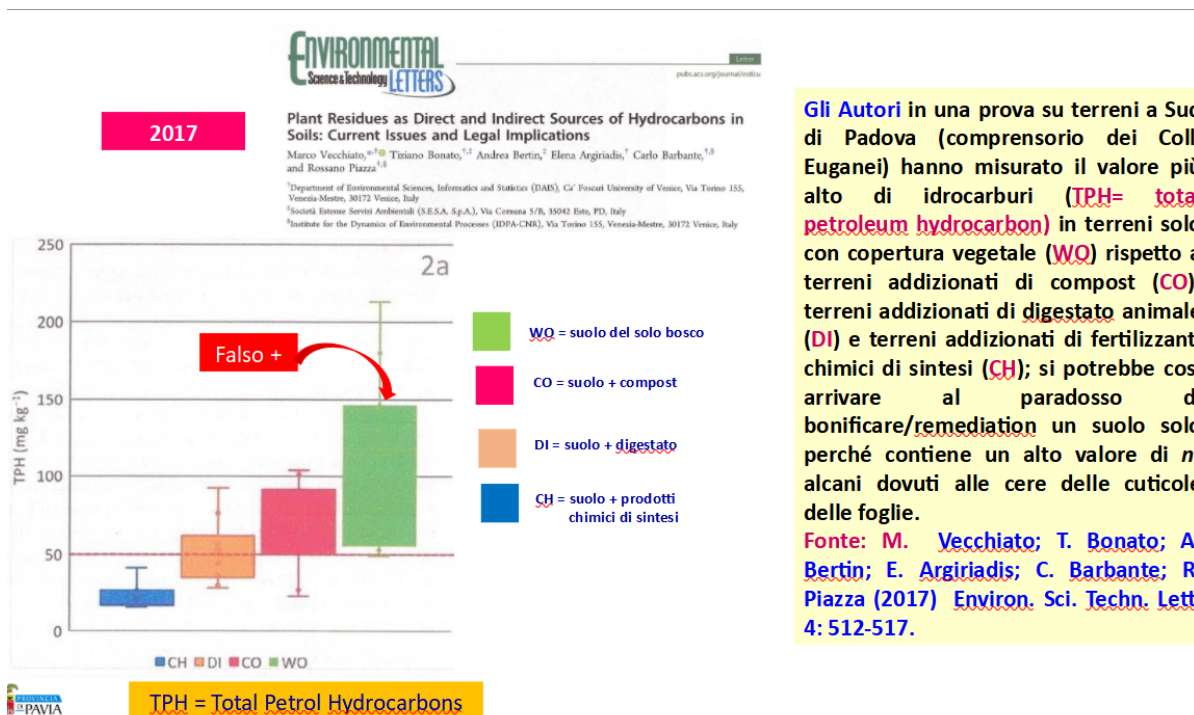 ENVIRONMENTAL
Science & Technology LETTERS
Letter
pubs.acs.org/journal/estlcu
2017
Plant Residues as Direct and Indirect Sources of Hydrocarbons in
Soils: Current Issues and Legal Implications
Marco Vecchiato,*,† Tiziano Bonato,†,‡ Andrea Bertin,‡ Elena Argiriadis,† Carlo Barbante,†,§
and Rossano Piazza†,§
†Department of Environmental Sciences, Informatics and Statistics (DAIS), Ca' Foscari University of Venice, Via Torino 155,
Venezia-Mestre, 30172 Venice, Italy
‡Società Estense Servizi Ambientali (S.E.S.A. S.p.A.), Via Comuna 5/B, 35042 Este, PD, Italy
§Institute for the Dynamics of Environmental Processes (IDPA-CNR), Via Torino 155, Venezia-Mestre, 30172 Venice, Italy
2a
250
200
150
100
50
0
TPH (mg kg⁻¹)
Falso +
CH DI CO WO
WO = suolo del solo bosco
CO = suolo + compost
DI = suolo + digestato
CH = suolo + prodotti
chimici di sintesi
TPH = Total Petrol Hydrocarbons
PROVINCIA
DI PAVIA
Gli Autori in una prova su terreni a Sud
di Padova (comprensorio dei Coll
Euganei) hanno misurato il valore più
alto di idrocarburi (TPH= total
petroleum hydrocarbon) in terreni solo
con copertura vegetale (WO) rispetto a
terreni addizionati di compost (CO)
terreni addizionati di digestato animale
(DI) e terreni addizionati di fertilizzant
chimici di sintesi (CH); si potrebbe cos
arrivare al paradosso d
bonificare/remediation un suolo solo
perché contiene un alto valore di n
alcani dovuti alle cere delle cuticole
delle foglie.
Fonte: M. Vecchiato; T. Bonato; A
Bertin; E. Argiriadis; C. Barbante; R
Piazza (2017) Environ. Sci. Techn. Lett
4: 512-517.